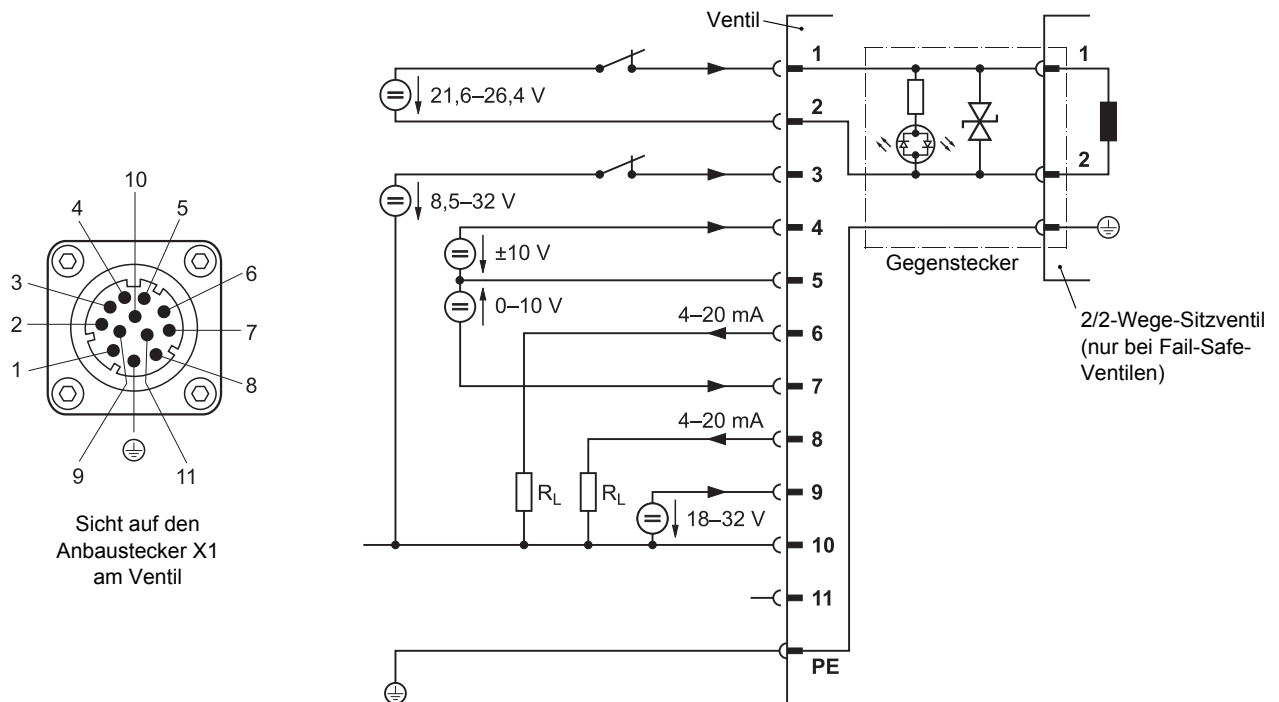 10
4
5
3
6
2
7
1
8
9
11
Sicht auf den
Anbaustecker X1
am Ventil
Ventil
1
21,6–26,4 V
2
3
8,5–32 V
4
±10 V
5
0–10 V
4–20 mA
6
7
4–20 mA
8
RL
RL
9
18–32 V
10
11
PE
1
2
Gegenstecker
2/2-Wege-Sitzventil
(nur bei Fail-Safe-
Ventilen)